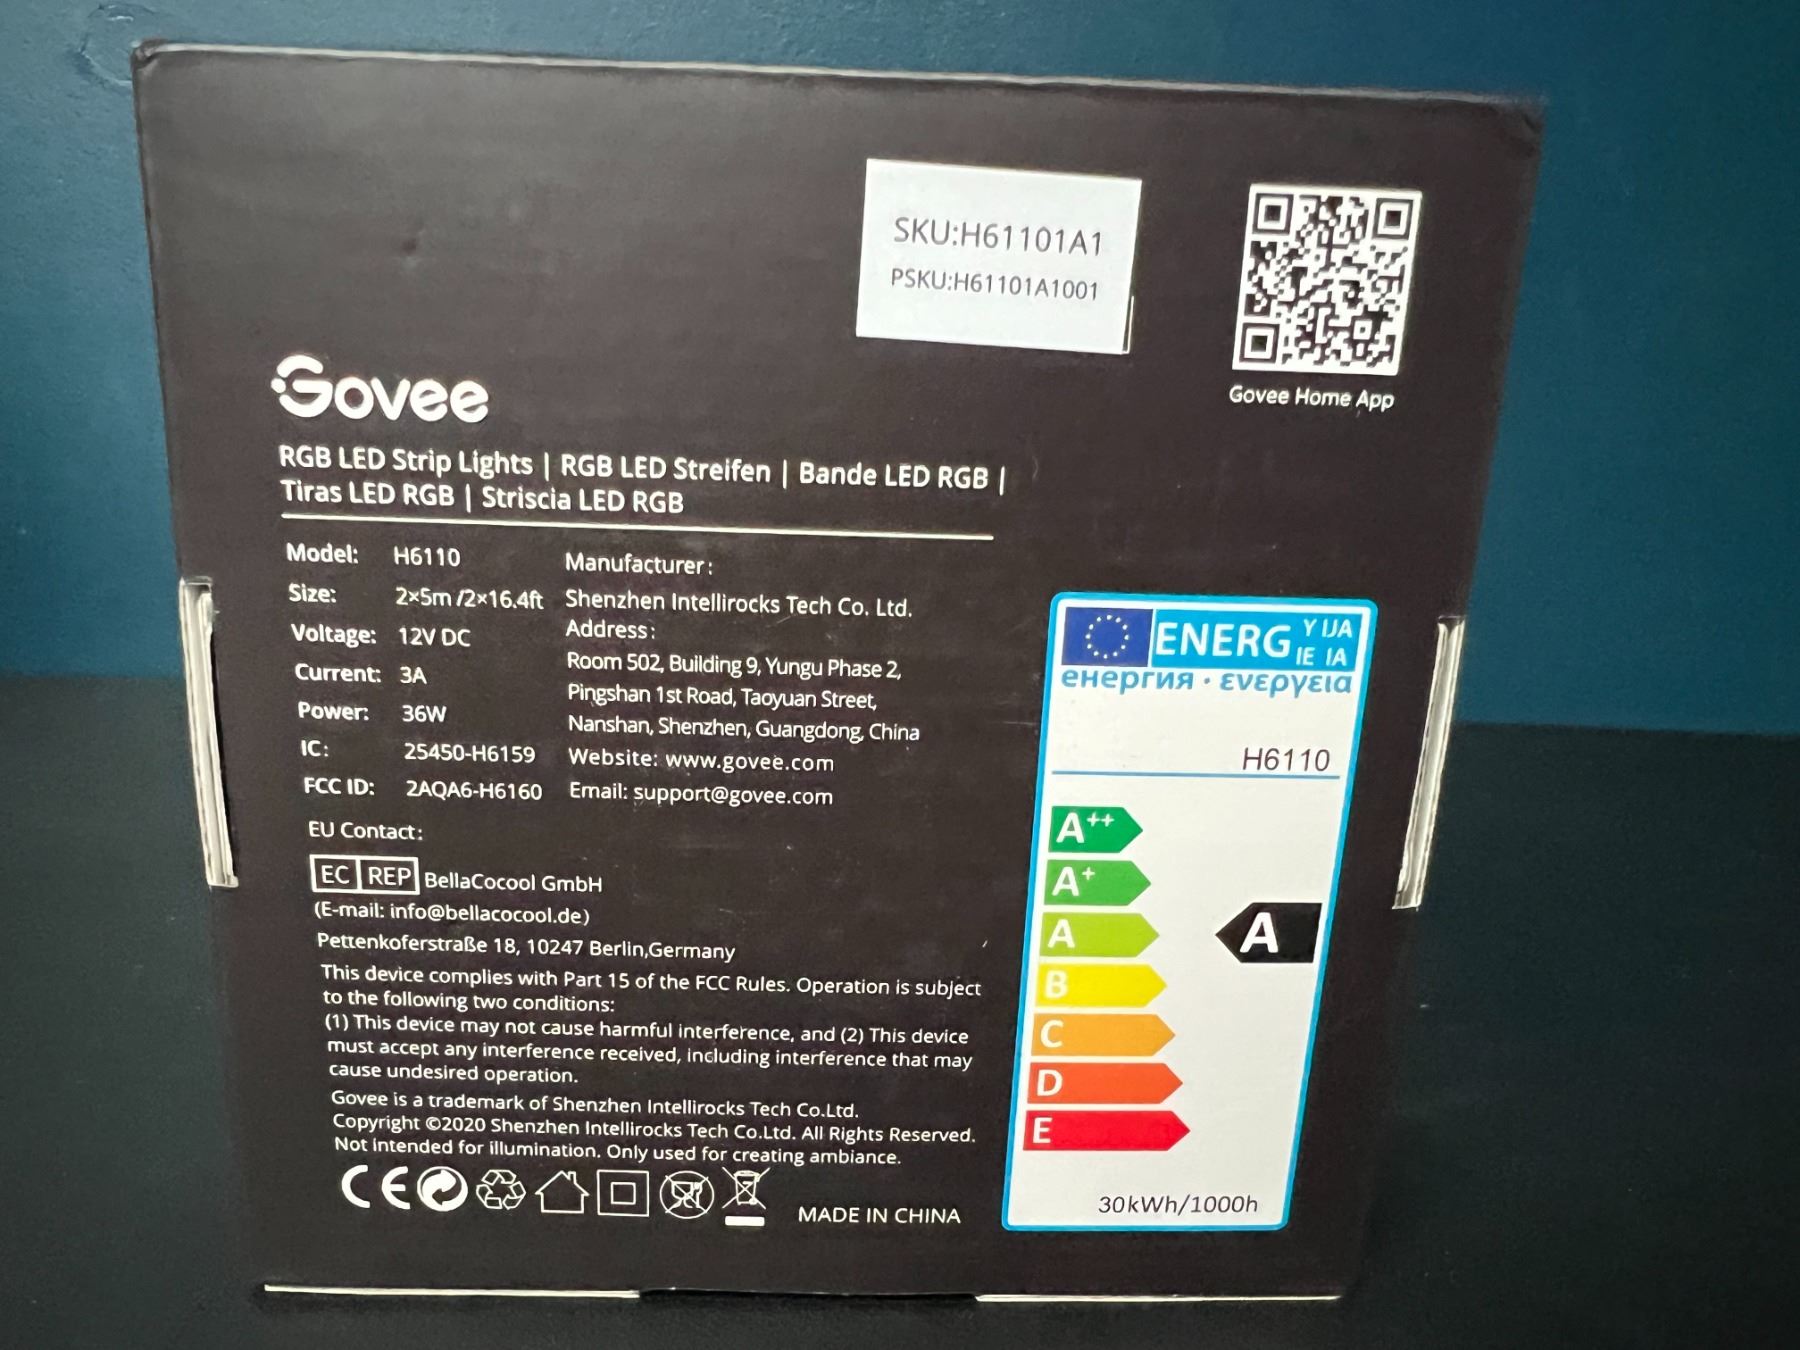 SKU:H61101A1
PSKU:H61101A1001
Govee Home App
Govee
RGB LED Strip Lights | RGB LED Streifen | Bande LED RGB |
Tiras LED RGB | Striscia LED RGB
Model: H6110
Size: 2×5m /2×16.4ft
Voltage: 12V DC
Current: 3A
Power: 36W
IC: 25450-H6159
FCC ID: 2AQA6-H6160
Manufacturer:
Shenzhen Intellirocks Tech Co. Ltd.
Address:
Room 502, Building 9, Yungu Phase 2,
Pingshan 1st Road, Taoyuan Street,
Nanshan, Shenzhen, Guangdong, China
Website: www.govee.com
Email: support@govee.com
EU Contact:
EC REP BellaCocool GmbH
(E-mail: info@bellacocool.de)
Pettenkoferstraße 18, 10247 Berlin,Germany
This device complies with Part 15 of the FCC Rules. Operation is subject
to the following two conditions:
(1) This device may not cause harmful interference, and (2) This device
must accept any interference received, including interference that may
cause undesired operation.
Govee is a trademark of Shenzhen Intellirocks Tech Co.Ltd.
Copyright ©2020 Shenzhen Intellirocks Tech Co.Ltd. All Rights Reserved.
Not intended for illumination. Only used for creating ambiance.
CE
MADE IN CHINA
ENERG Y IJA
IE IA
енергия · ενεργεια
H6110
A++
A+
A
B
C
D
E
A
30kWh/1000h